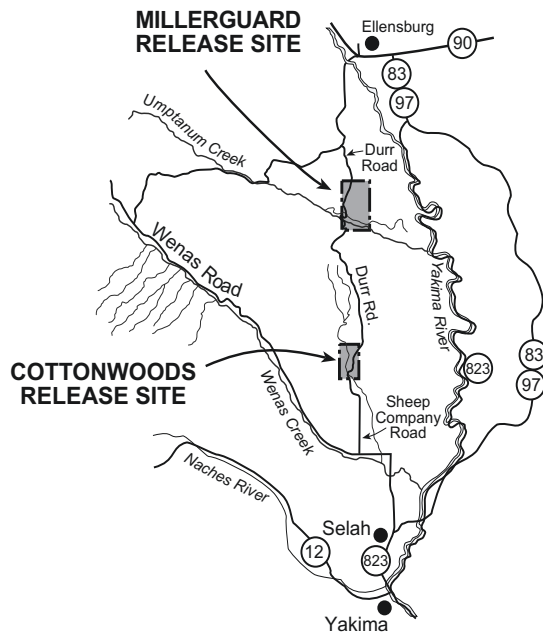 MILLERGUARD
RELEASE SITE
Ellensburg
90
83
97
Umptanum Creek
Durr
Road
Wenas Road
Durr Rd.
Yakima River
COTTONWOODS
RELEASE SITE
Wenas Creek
823
83
97
Sheep
Company
Road
Naches River
Selah
12
823
Yakima